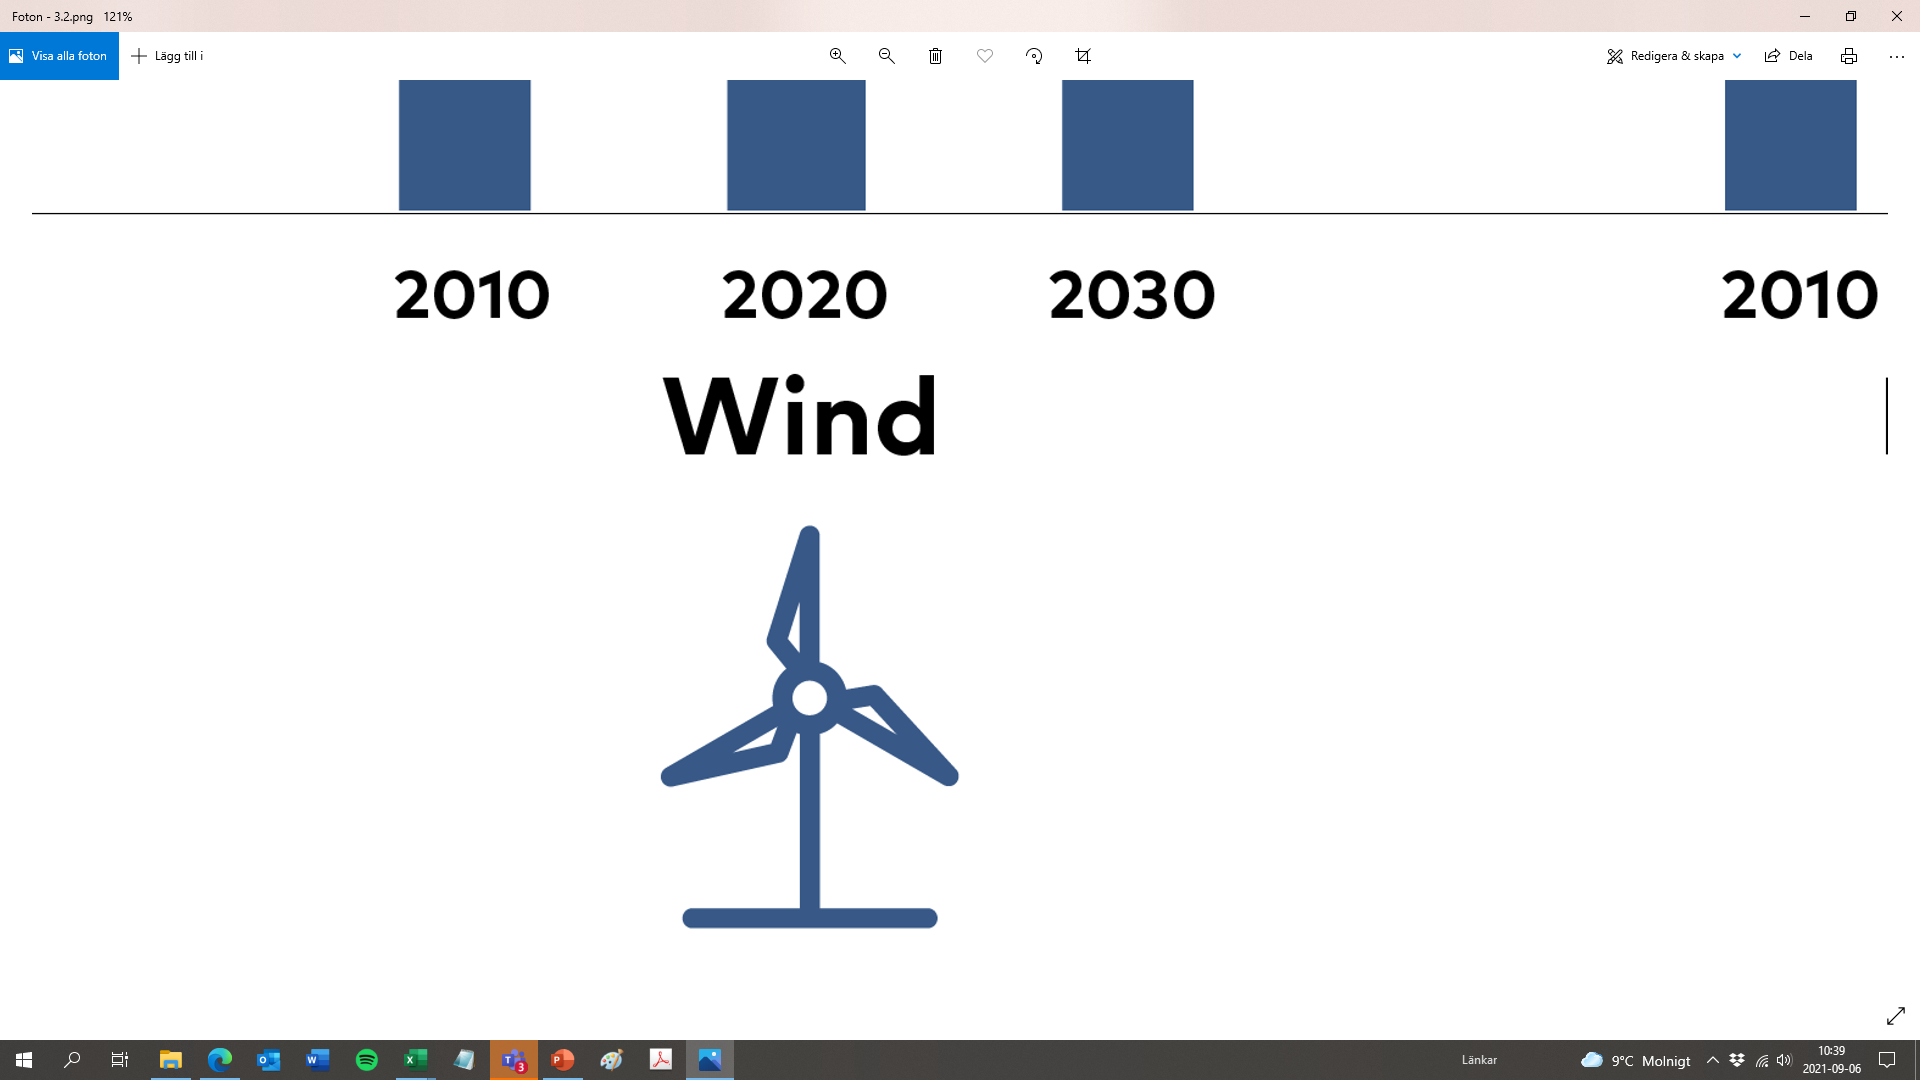 Foton - 3.2.png 121%
Visa alla foton
Lägg till i
Redigera & skapa
Dela
2010 2020 2030 2010
Wind
Länkar
3
9°C Molnigt
10:39
2021-09-06